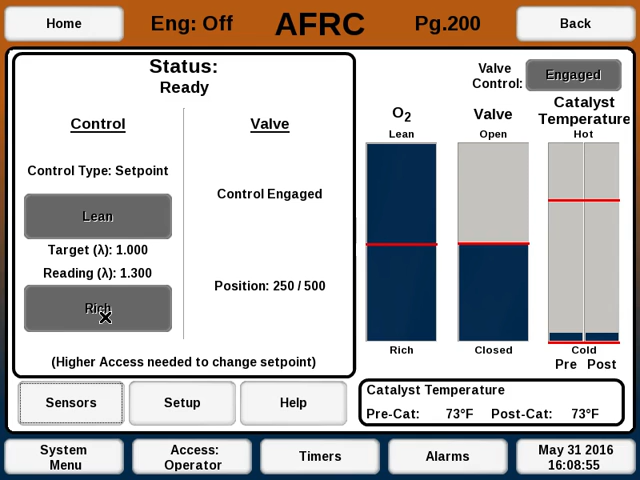 Home
Eng: Off
AFRC
Pg.200
Back
Status:
Ready
Control
Valve
Control Type: Setpoint
Control Engaged
Lean
Target (λ): 1.000
Reading (λ): 1.300
Position: 250 / 500
Rich
(Higher Access needed to change setpoint)
Valve
Control:
Engaged
O2
Lean
Rich
Valve
Open
Closed
Catalyst
Temperature
Hot
Cold
Pre Post
Sensors
Setup
Help
Catalyst Temperature
Pre-Cat: 73°F Post-Cat: 73°F
System
Menu
Access:
Operator
Timers
Alarms
May 31 2016
16:08:55